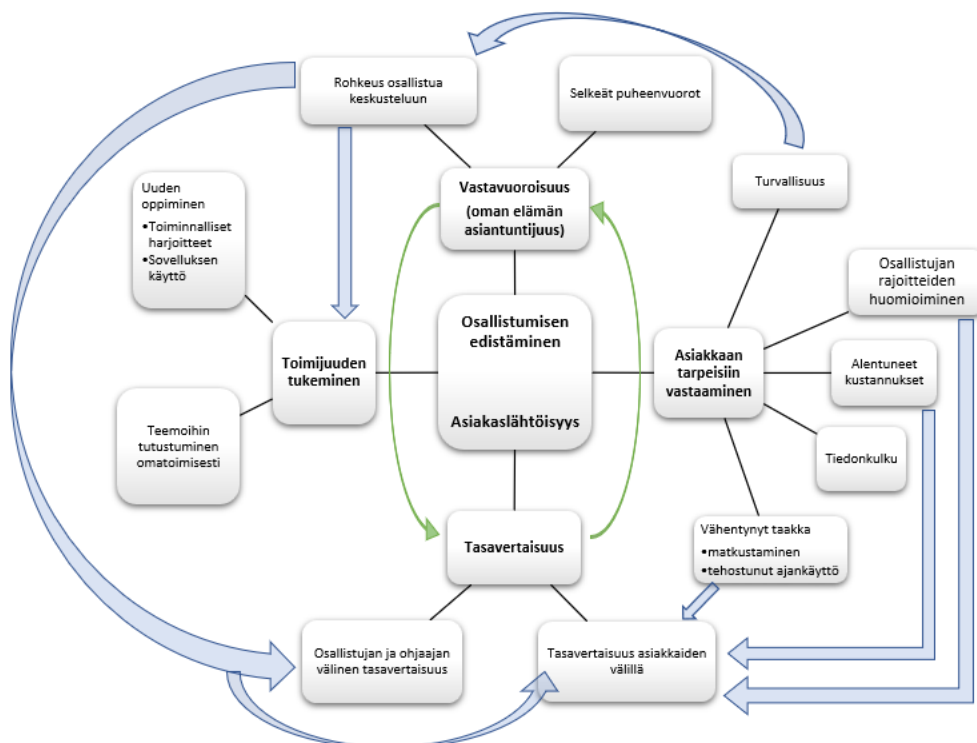 Rohkeus osallistua
keskusteluun
Selkeät puheenvuorot
Turvallisuus
Uuden
oppiminen
•Toiminnalliset
harjoitteet
•Sovelluksen
käyttö
Vastavuoroisuus
(oman elämän
asiantuntijuus)
Osallistujan
rajoitteiden
huomioiminen
Osallistumisen
edistäminen
Asiakaslähtöisyys
Toimijuuden
tukeminen
Asiakkaan
tarpeisiin
vastaaminen
Alentuneet
kustannukset
Teemoihin
tutustuminen
omatoimisesti
Tiedonkulku
Tasavertaisuus
Vähentynyt taakka
•matkustaminen
•tehostunut ajankäyttö
Osallistujan ja ohjaajan
välinen tasavertaisuus
Tasavertaisuus asiakkaiden
välillä